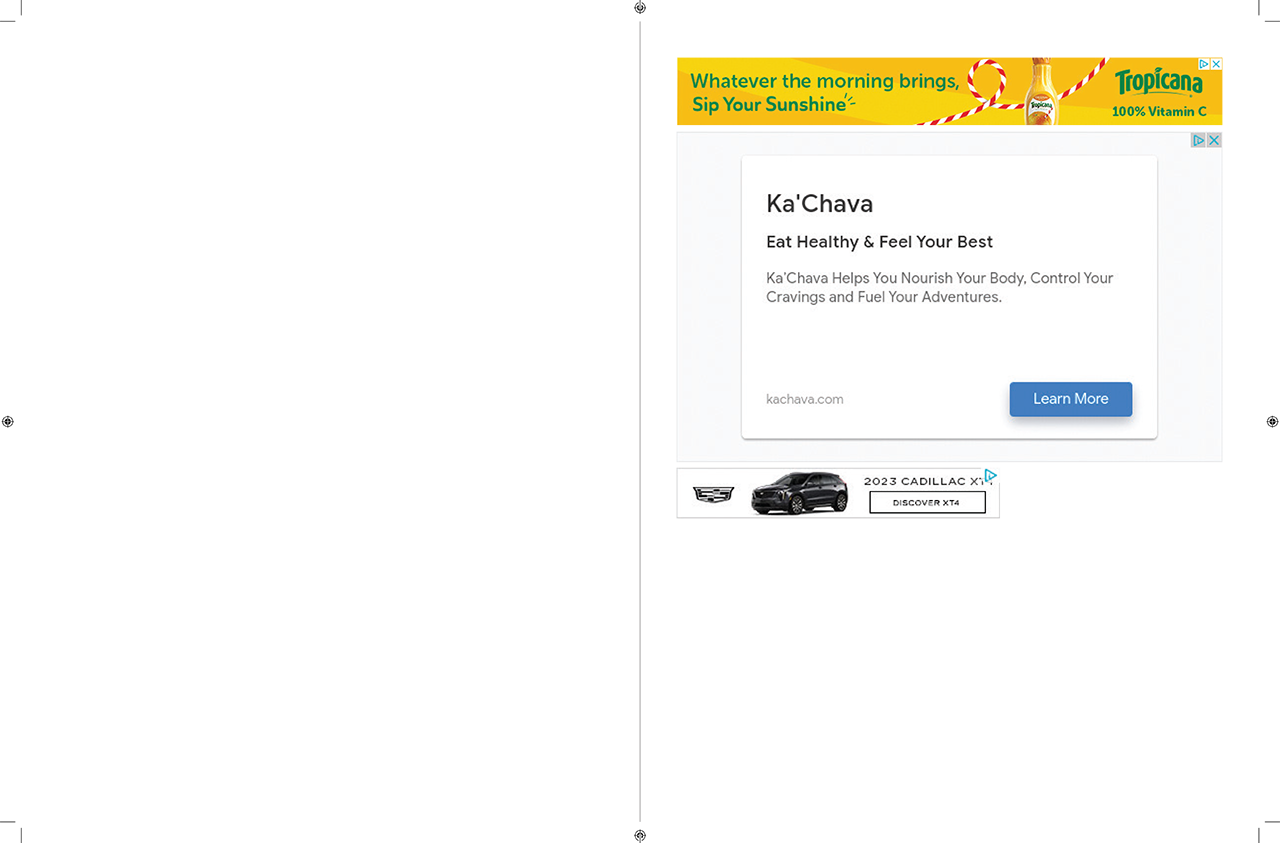 Whatever the morning brings,
Sip Your Sunshine
Tropicana
Tropicana
100% Vitamin C
Ka'Chava
Eat Healthy & Feel Your Best
Ka'Chava Helps You Nourish Your Body, Control Your
Cravings and Fuel Your Adventures.
kachava.com
Learn More
2023 CADILLAC XT4
DISCOVER XT4